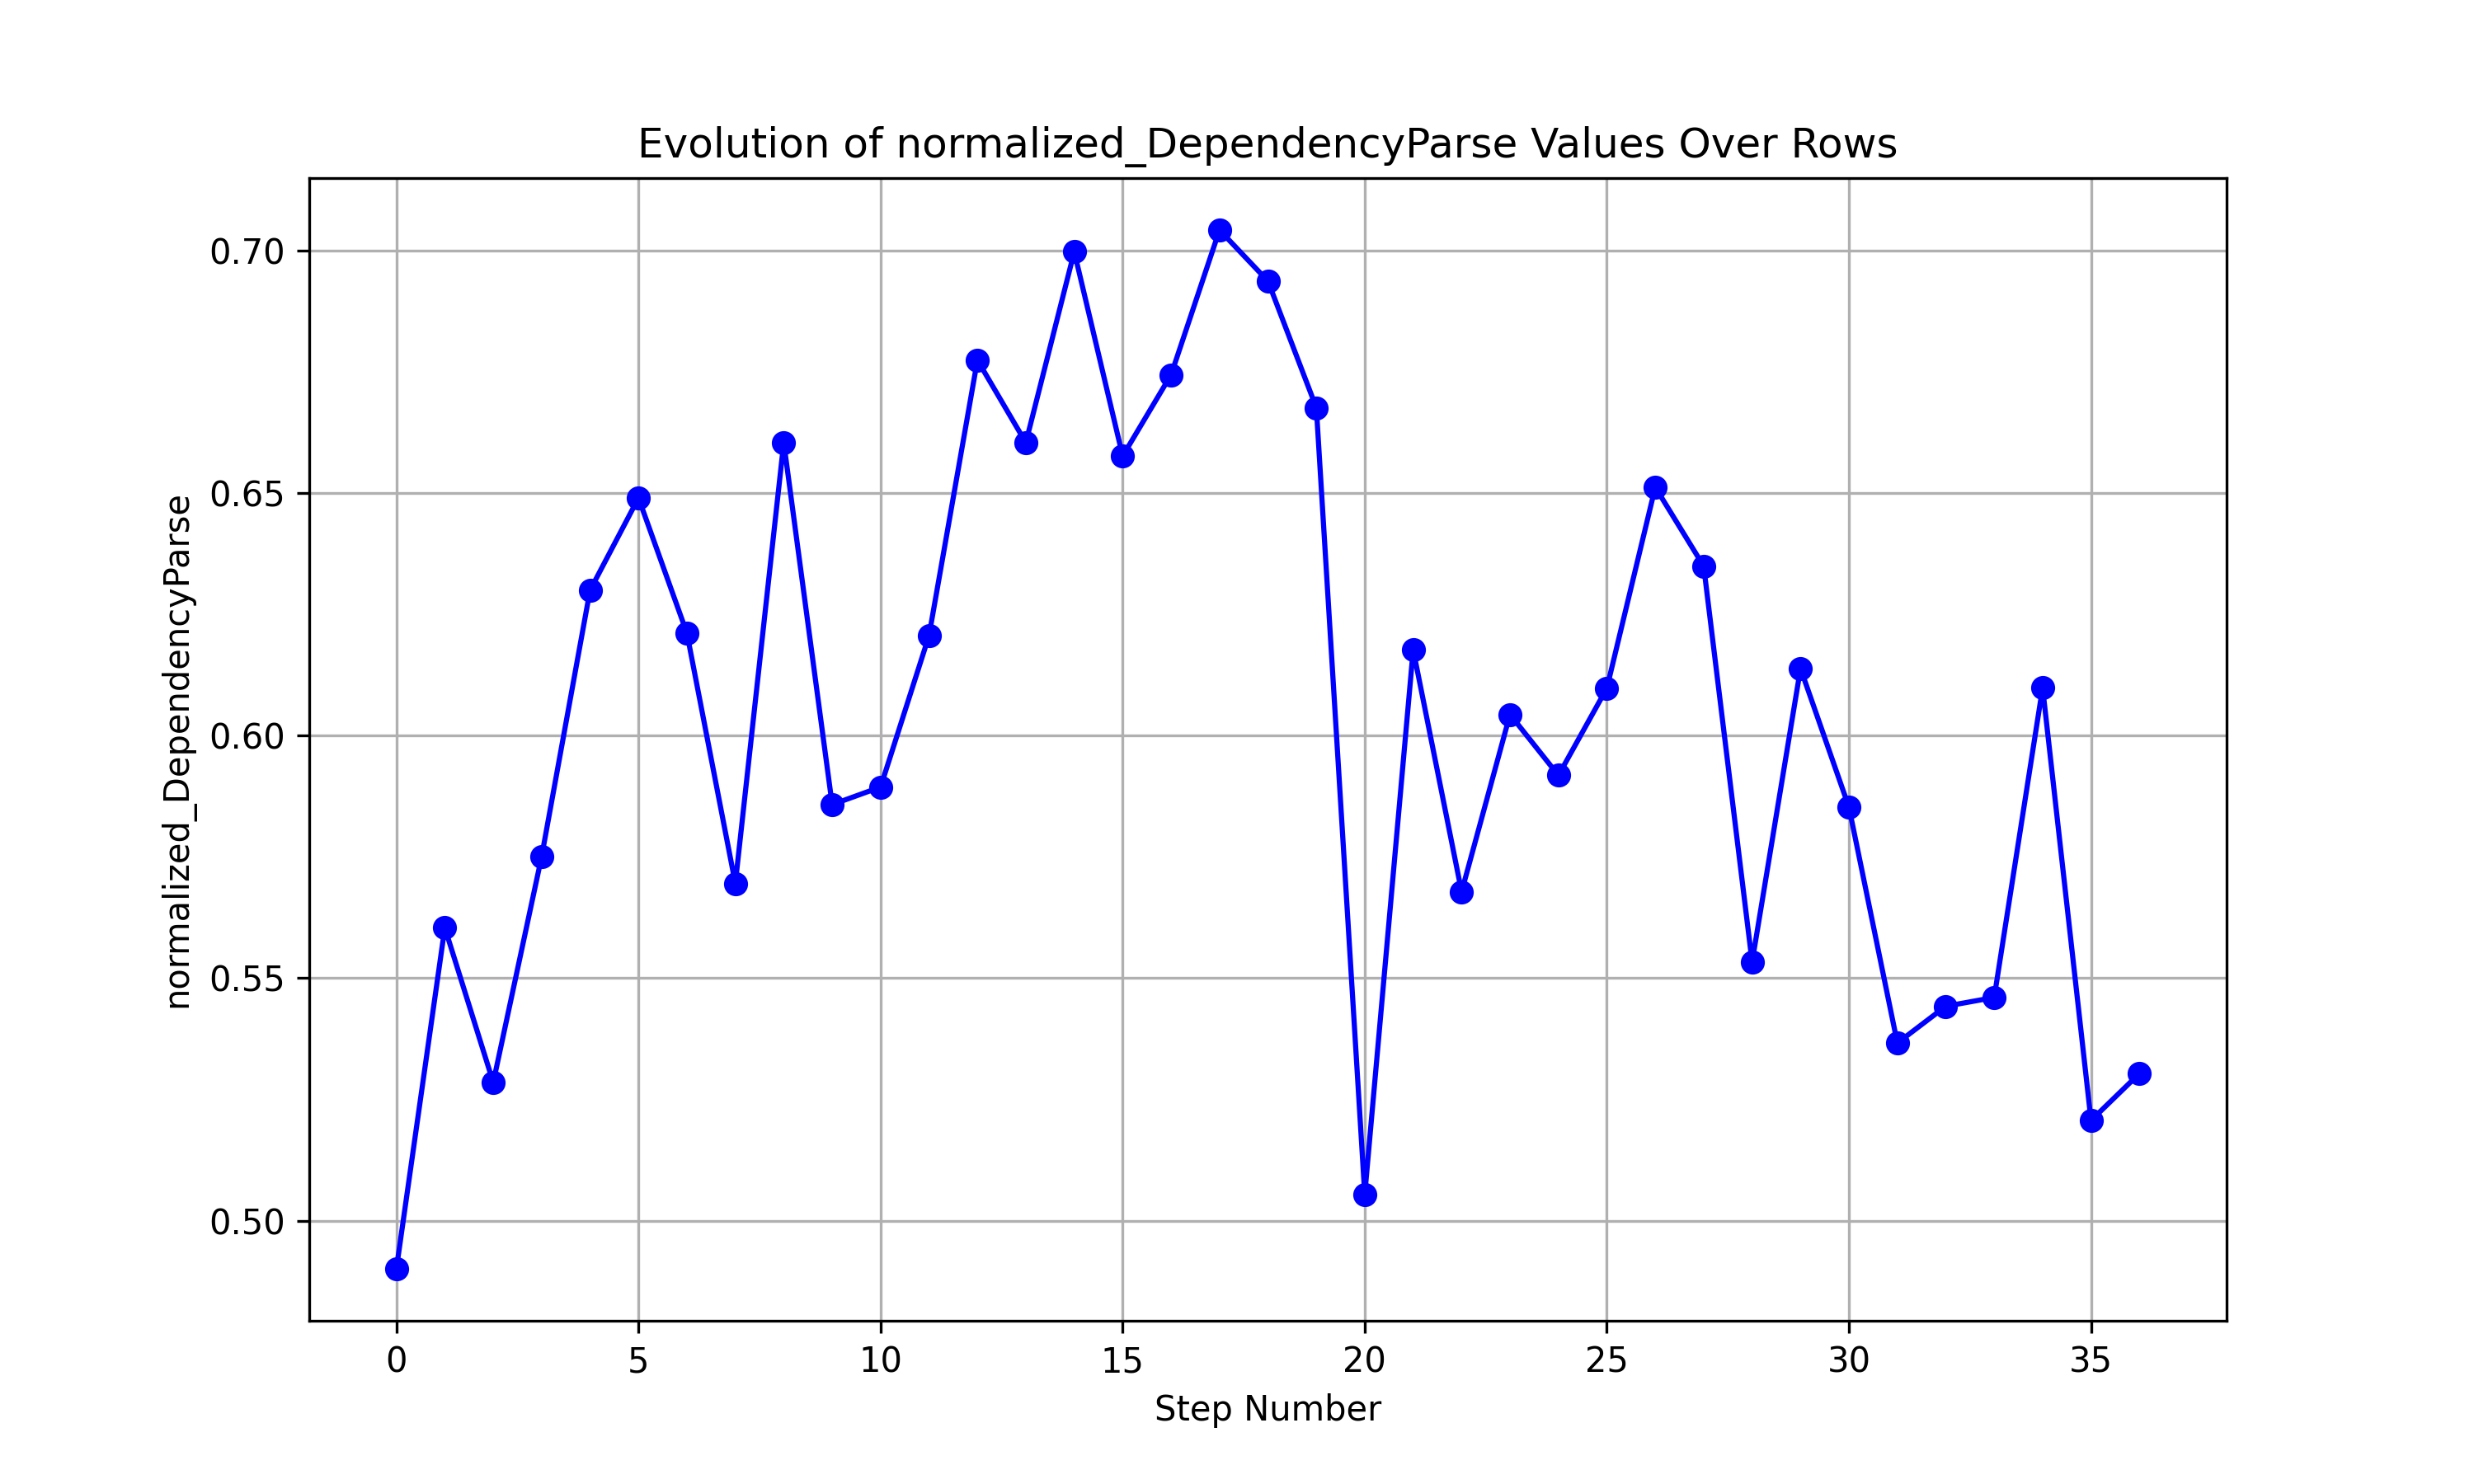 Evolution of normalized_DependencyParse Values Over Rows
normalized_DependencyParse
0.70
0.65
0.60
0.55
0.50
0 5 10 15 20 25 30 35
Step Number